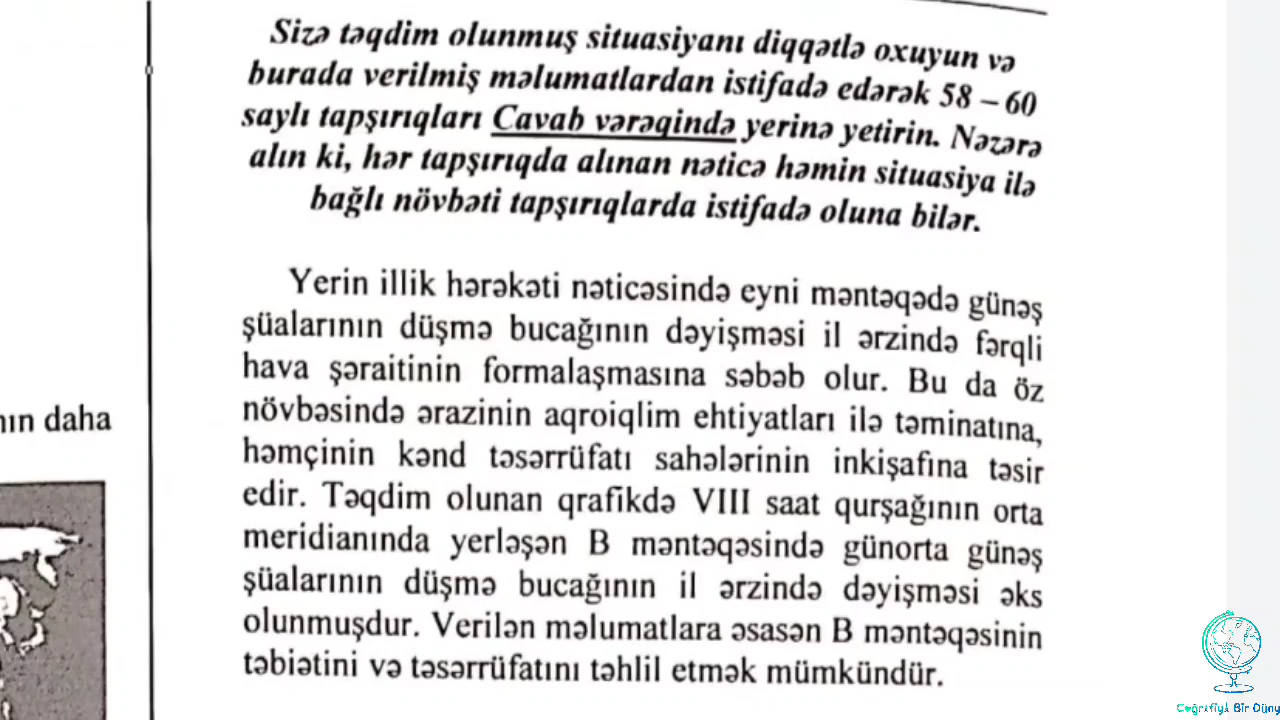 Sizə təqdim olunmuş situasiyanı diqqətlə oxuyun və
burada verilmiş məlumatlardan istifadə edərək 58 – 60
saylı tapşırıqları Cavab vərəqində yerinə yetirin. Nəzərə
alın ki, hər tapşırıqda alınan nəticə həmin situasiya ilə
bağlı növbəti tapşırıqlarda istifadə oluna bilər.
Yerin illik hərəkəti nəticəsində eyni məntəqədə günəş
şüalarının düşmə bucağının dəyişməsi il ərzində fərqli
hava şəraitinin formalaşmasına səbəb olur. Bu da öz
növbəsində ərazinin aqroiqlim ehtiyatları ilə təminatına,
həmçinin kənd təsərrüfatı sahələrinin inkişafına təsir
edir. Təqdim olunan qrafikdə VIII saat qurşağının orta
meridianında yerləşən B məntəqəsində günorta günəş
şüalarının düşmə bucağının il ərzində dəyişməsi əks
olunmuşdur. Verilən məlumatlara əsasən B məntəqəsinin
təbiətini və təsərrüfatını təhlil etmək mümkündür.
daha
Coğrafiya Bir Düny